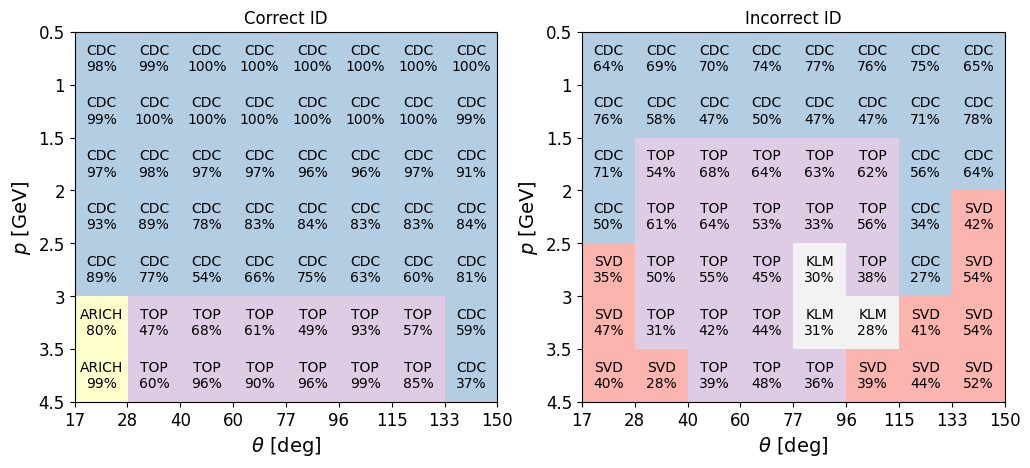 Correct ID
Incorrect ID
0.5
1
1.5
2
2.5
3
3.5
4.5
p [GeV]
CDC CDC CDC CDC CDC CDC CDC CDC
98% 99% 100% 100% 100% 100% 100% 100%
CDC CDC CDC CDC CDC CDC CDC CDC
99% 100% 100% 100% 100% 100% 100% 99%
CDC CDC CDC CDC CDC CDC CDC CDC
97% 98% 97% 97% 96% 96% 97% 91%
CDC CDC CDC CDC CDC CDC CDC CDC
93% 89% 78% 83% 84% 83% 83% 84%
CDC CDC CDC CDC CDC CDC CDC CDC
89% 77% 54% 66% 75% 63% 60% 81%
ARICH TOP TOP TOP TOP TOP TOP CDC
80% 47% 68% 61% 49% 93% 57% 59%
ARICH TOP TOP TOP TOP TOP TOP CDC
99% 60% 96% 90% 96% 99% 85% 37%
17 28 40 60 77 96 115 133 150
θ [deg]
0.5
1
1.5
2
2.5
3
3.5
4.5
p [GeV]
CDC CDC CDC CDC CDC CDC CDC CDC
64% 69% 70% 74% 77% 76% 75% 65%
CDC CDC CDC CDC CDC CDC CDC CDC
76% 58% 47% 50% 47% 47% 71% 78%
CDC TOP TOP TOP TOP TOP CDC CDC
71% 54% 68% 64% 63% 62% 56% 64%
CDC TOP TOP TOP TOP TOP CDC SVD
50% 61% 64% 53% 33% 56% 34% 42%
SVD TOP TOP TOP KLM TOP CDC SVD
35% 50% 55% 45% 30% 38% 27% 54%
SVD TOP TOP TOP KLM KLM SVD SVD
47% 31% 42% 44% 31% 28% 41% 54%
SVD SVD TOP TOP TOP SVD SVD SVD
40% 28% 39% 48% 36% 39% 44% 52%
17 28 40 60 77 96 115 133 150
θ [deg]